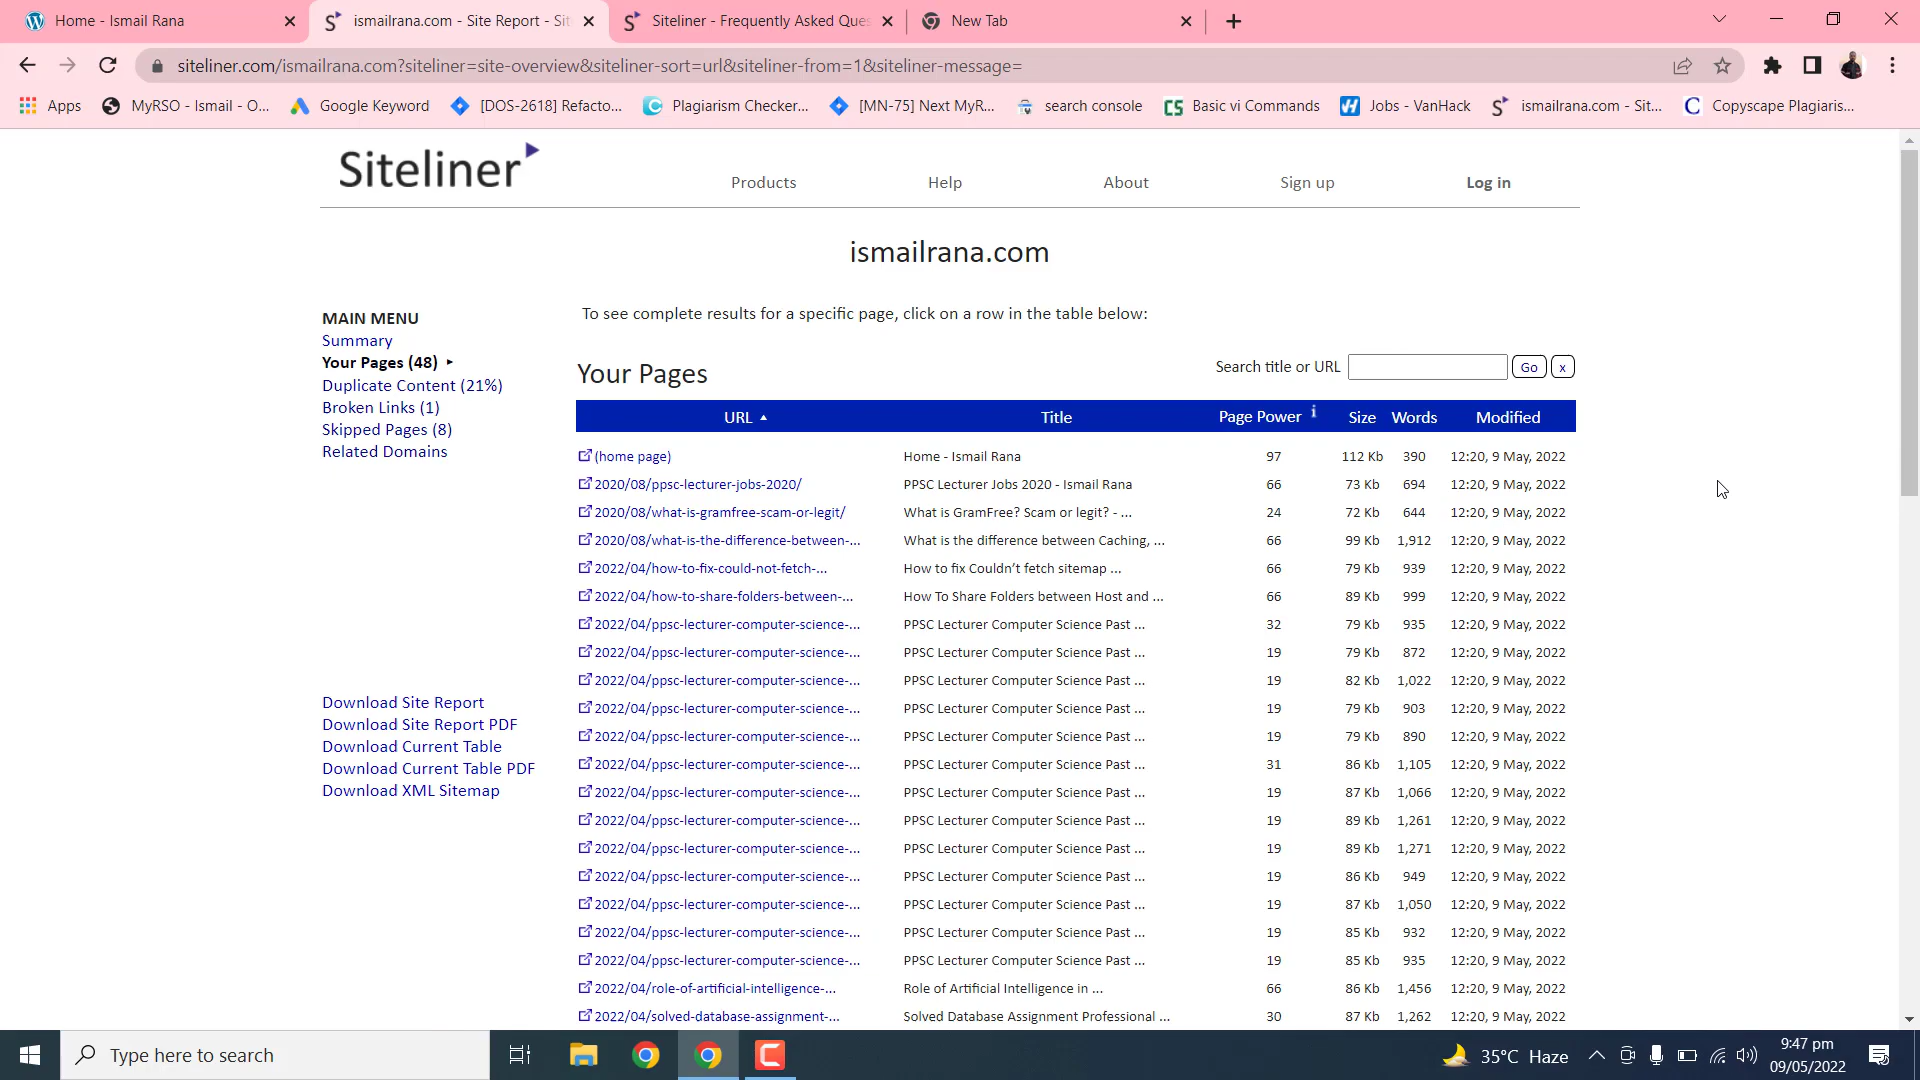 Home - Ismail Rana
ismailrana.com - Site Report - Sit
Siteliner - Frequently Asked Ques
New Tab
siteliner.com/ismailrana.com?siteliner=site-overview&siteliner-sort=url&siteliner-from=1&siteliner-message=
Apps MyRSO - Ismail - O... Google Keyword [DOS-2618] Refacto... Plagiarism Checker... [MN-75] Next MyR... search console Basic vi Commands Jobs - VanHack ismailrana.com - Sit... Copyscape Plagiaris...
Siteliner
Products Help About Sign up Log in
ismailrana.com
MAIN MENU
Summary
Your Pages (48)
Duplicate Content (21%)
Broken Links (1)
Skipped Pages (8)
Related Domains
Download Site Report
Download Site Report PDF
Download Current Table
Download Current Table PDF
Download XML Sitemap
To see complete results for a specific page, click on a row in the table below:
Your Pages
Search title or URL Go x
URL Title Page Power i Size Words Modified
(home page) Home - Ismail Rana 97 112 Kb 390 12:20, 9 May, 2022
2020/08/ppsc-lecturer-jobs-2020/ PPSC Lecturer Jobs 2020 - Ismail Rana 66 73 Kb 694 12:20, 9 May, 2022
2020/08/what-is-gramfree-scam-or-legit/ What is GramFree? Scam or legit? - ... 24 72 Kb 644 12:20, 9 May, 2022
2020/08/what-is-the-difference-between-... What is the difference between Caching, ... 66 99 Kb 1,912 12:20, 9 May, 2022
2022/04/how-to-fix-could-not-fetch-... How to fix Couldn’t fetch sitemap ... 66 79 Kb 939 12:20, 9 May, 2022
2022/04/how-to-share-folders-between-... How To Share Folders between Host and ... 66 89 Kb 999 12:20, 9 May, 2022
2022/04/ppsc-lecturer-computer-science-... PPSC Lecturer Computer Science Past ... 32 79 Kb 935 12:20, 9 May, 2022
2022/04/ppsc-lecturer-computer-science-... PPSC Lecturer Computer Science Past ... 19 79 Kb 872 12:20, 9 May, 2022
2022/04/ppsc-lecturer-computer-science-... PPSC Lecturer Computer Science Past ... 19 82 Kb 1,022 12:20, 9 May, 2022
2022/04/ppsc-lecturer-computer-science-... PPSC Lecturer Computer Science Past ... 19 79 Kb 903 12:20, 9 May, 2022
2022/04/ppsc-lecturer-computer-science-... PPSC Lecturer Computer Science Past ... 19 79 Kb 890 12:20, 9 May, 2022
2022/04/ppsc-lecturer-computer-science-... PPSC Lecturer Computer Science Past ... 31 86 Kb 1,105 12:20, 9 May, 2022
2022/04/ppsc-lecturer-computer-science-... PPSC Lecturer Computer Science Past ... 19 87 Kb 1,066 12:20, 9 May, 2022
2022/04/ppsc-lecturer-computer-science-... PPSC Lecturer Computer Science Past ... 19 89 Kb 1,261 12:20, 9 May, 2022
2022/04/ppsc-lecturer-computer-science-... PPSC Lecturer Computer Science Past ... 19 89 Kb 1,271 12:20, 9 May, 2022
2022/04/ppsc-lecturer-computer-science-... PPSC Lecturer Computer Science Past ... 19 86 Kb 949 12:20, 9 May, 2022
2022/04/ppsc-lecturer-computer-science-... PPSC Lecturer Computer Science Past ... 19 87 Kb 1,050 12:20, 9 May, 2022
2022/04/ppsc-lecturer-computer-science-... PPSC Lecturer Computer Science Past ... 19 85 Kb 932 12:20, 9 May, 2022
2022/04/ppsc-lecturer-computer-science-... PPSC Lecturer Computer Science Past ... 19 85 Kb 935 12:20, 9 May, 2022
2022/04/role-of-artificial-intelligence-... Role of Artificial Intelligence in ... 66 86 Kb 1,456 12:20, 9 May, 2022
2022/04/solved-database-assignment-... Solved Database Assignment Professional ... 30 87 Kb 1,262 12:20, 9 May, 2022
Type here to search
35°C Haze
9:47 pm
09/05/2022